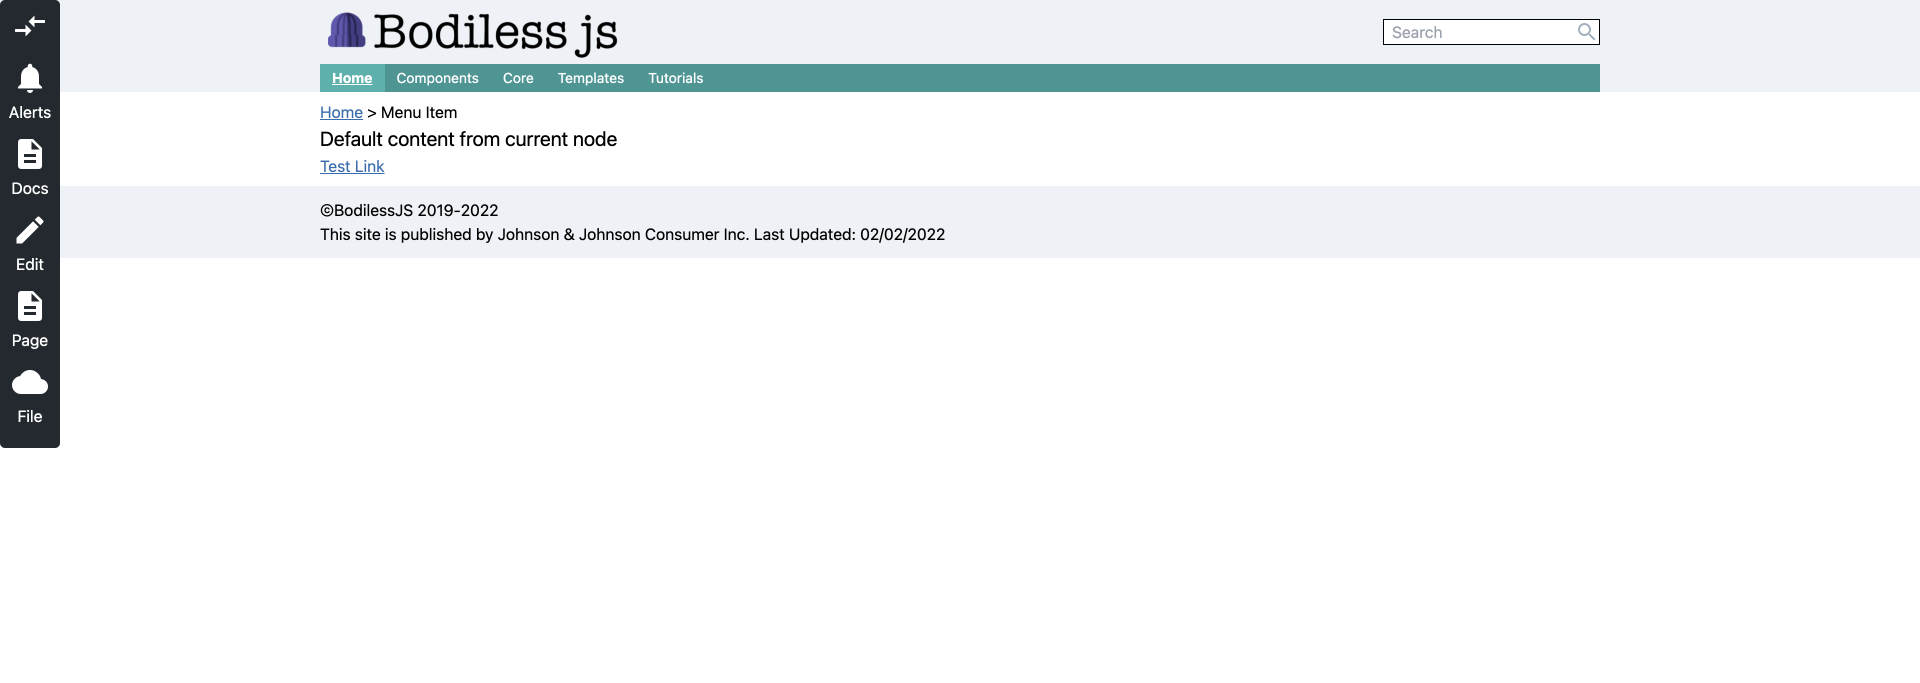 Bodiless js
Search
Home Components Core Templates Tutorials
Alerts
Docs
Edit
Page
File
Home > Menu Item
Default content from current node
Test Link
©BodilessJS 2019-2022
This site is published by Johnson & Johnson Consumer Inc. Last Updated: 02/02/2022